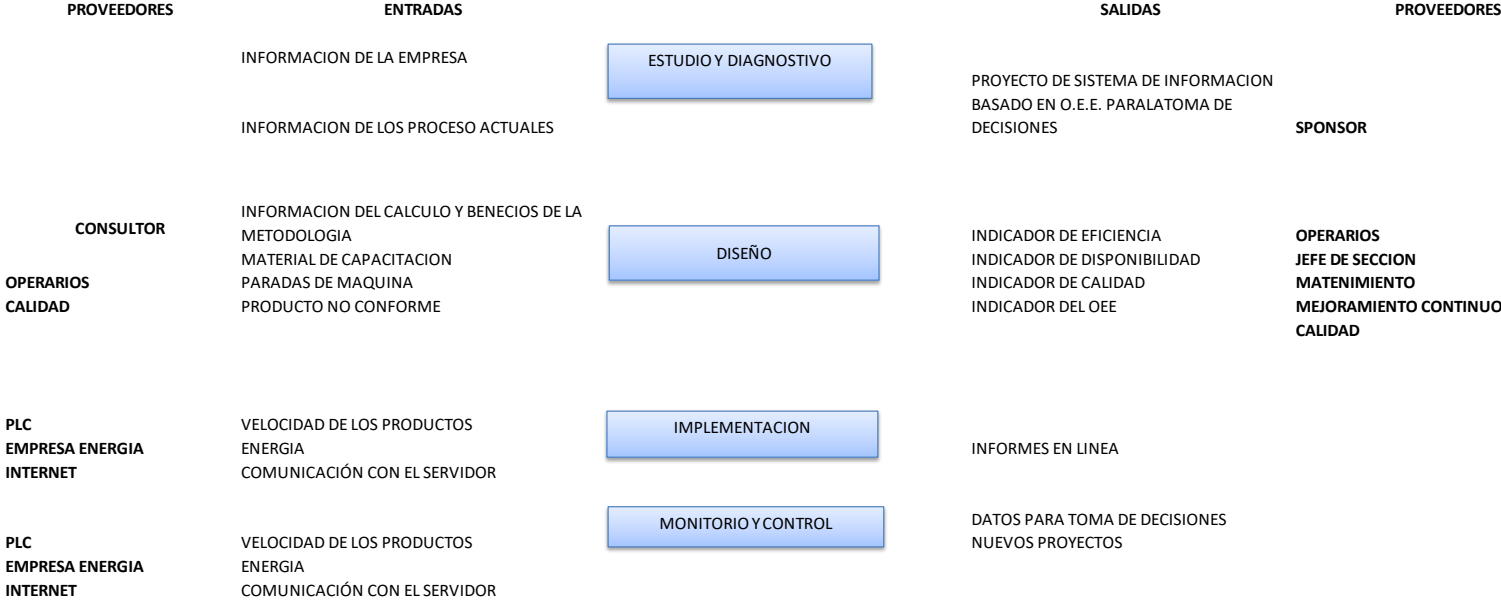 PROVEEDORES ENTRADAS SALIDAS PROVEEDORES
INFORMACION DE LA EMPRESA
ESTUDIO Y DIAGNOSTIVO
PROYECTO DE SISTEMA DE INFORMACION
BASADO EN O.E.E. PARALATOMA DE
INFORMACION DE LOS PROCESO ACTUALES DECISIONES SPONSOR
INFORMACION DEL CALCULO Y BENECIOS DE LA
CONSULTOR METODOLOGIA DISEÑO INDICADOR DE EFICIENCIA OPERARIOS
MATERIAL DE CAPACITACION INDICADOR DE DISPONIBILIDAD JEFE DE SECCION
OPERARIOS PARADAS DE MAQUINA INDICADOR DE CALIDAD MATENIMIENTO
CALIDAD PRODUCTO NO CONFORME INDICADOR DEL OEE MEJORAMIENTO CONTINUO
CALIDAD
PLC VELOCIDAD DE LOS PRODUCTOS IMPLEMENTACION
EMPRESA ENERGIA ENERGIA INFORMES EN LINEA
INTERNET COMUNICACIÓN CON EL SERVIDOR
MONITORIO Y CONTROL DATOS PARA TOMA DE DECISIONES
PLC VELOCIDAD DE LOS PRODUCTOS NUEVOS PROYECTOS
EMPRESA ENERGIA ENERGIA
INTERNET COMUNICACIÓN CON EL SERVIDOR